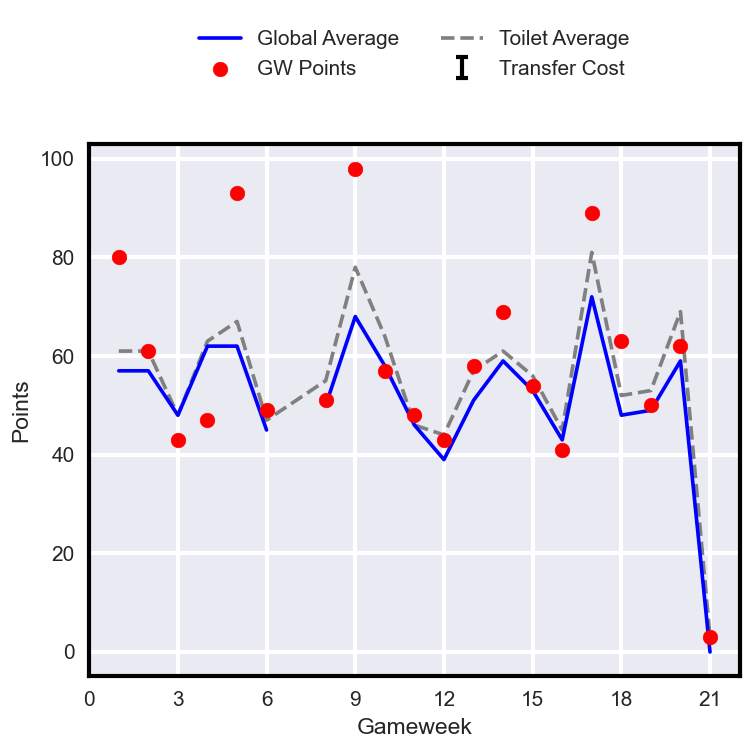 Global Average
Toilet Average
GW Points
Transfer Cost
100
80
60
40
20
0
Points
0 3 6 9 12 15 18 21
Gameweek